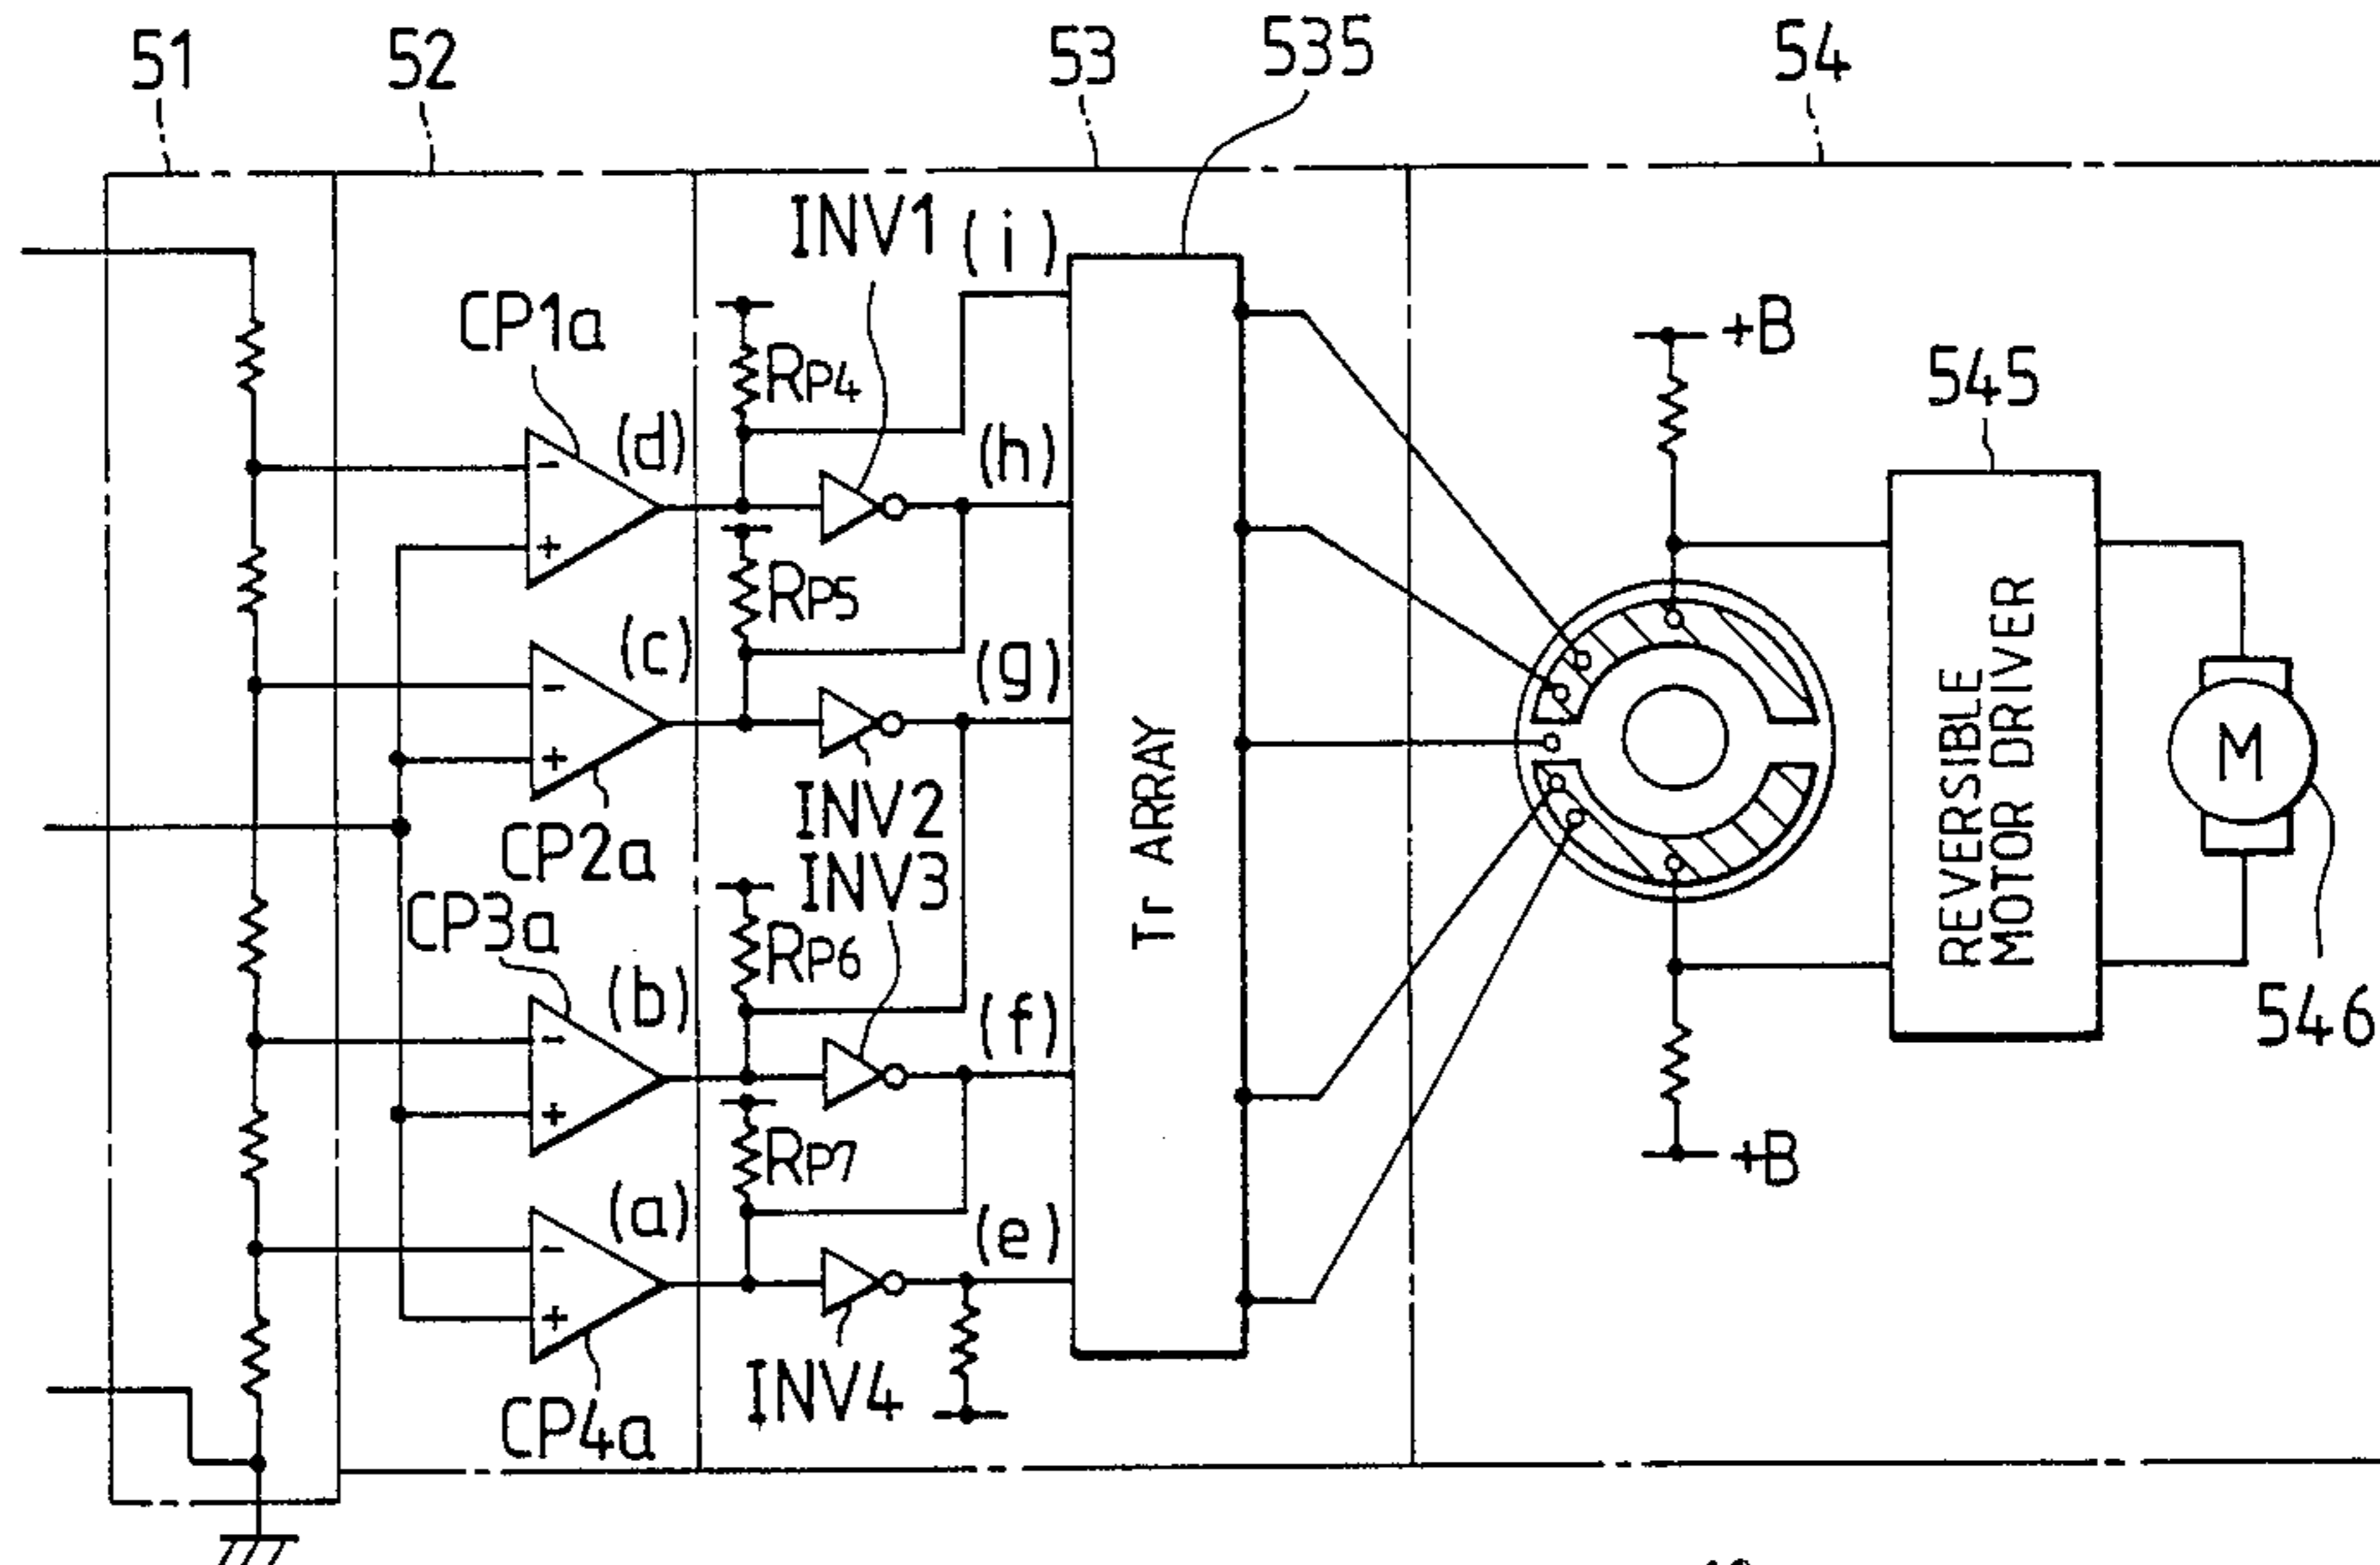 51
52
53
535
54
INV1
(i)
CP1a
+B
RP4
545
(d)
(h)
-
+
RP5
(c)
(g)
-
+
REVERSIBLE
MOTOR DRIVER
M
Tr ARRAY
INV2
CP2a
INV3
CP3a
RP6
(b)
(f)
546
-
+
RP7
+B
(a)
(e)
-
+
INV4
CP4a